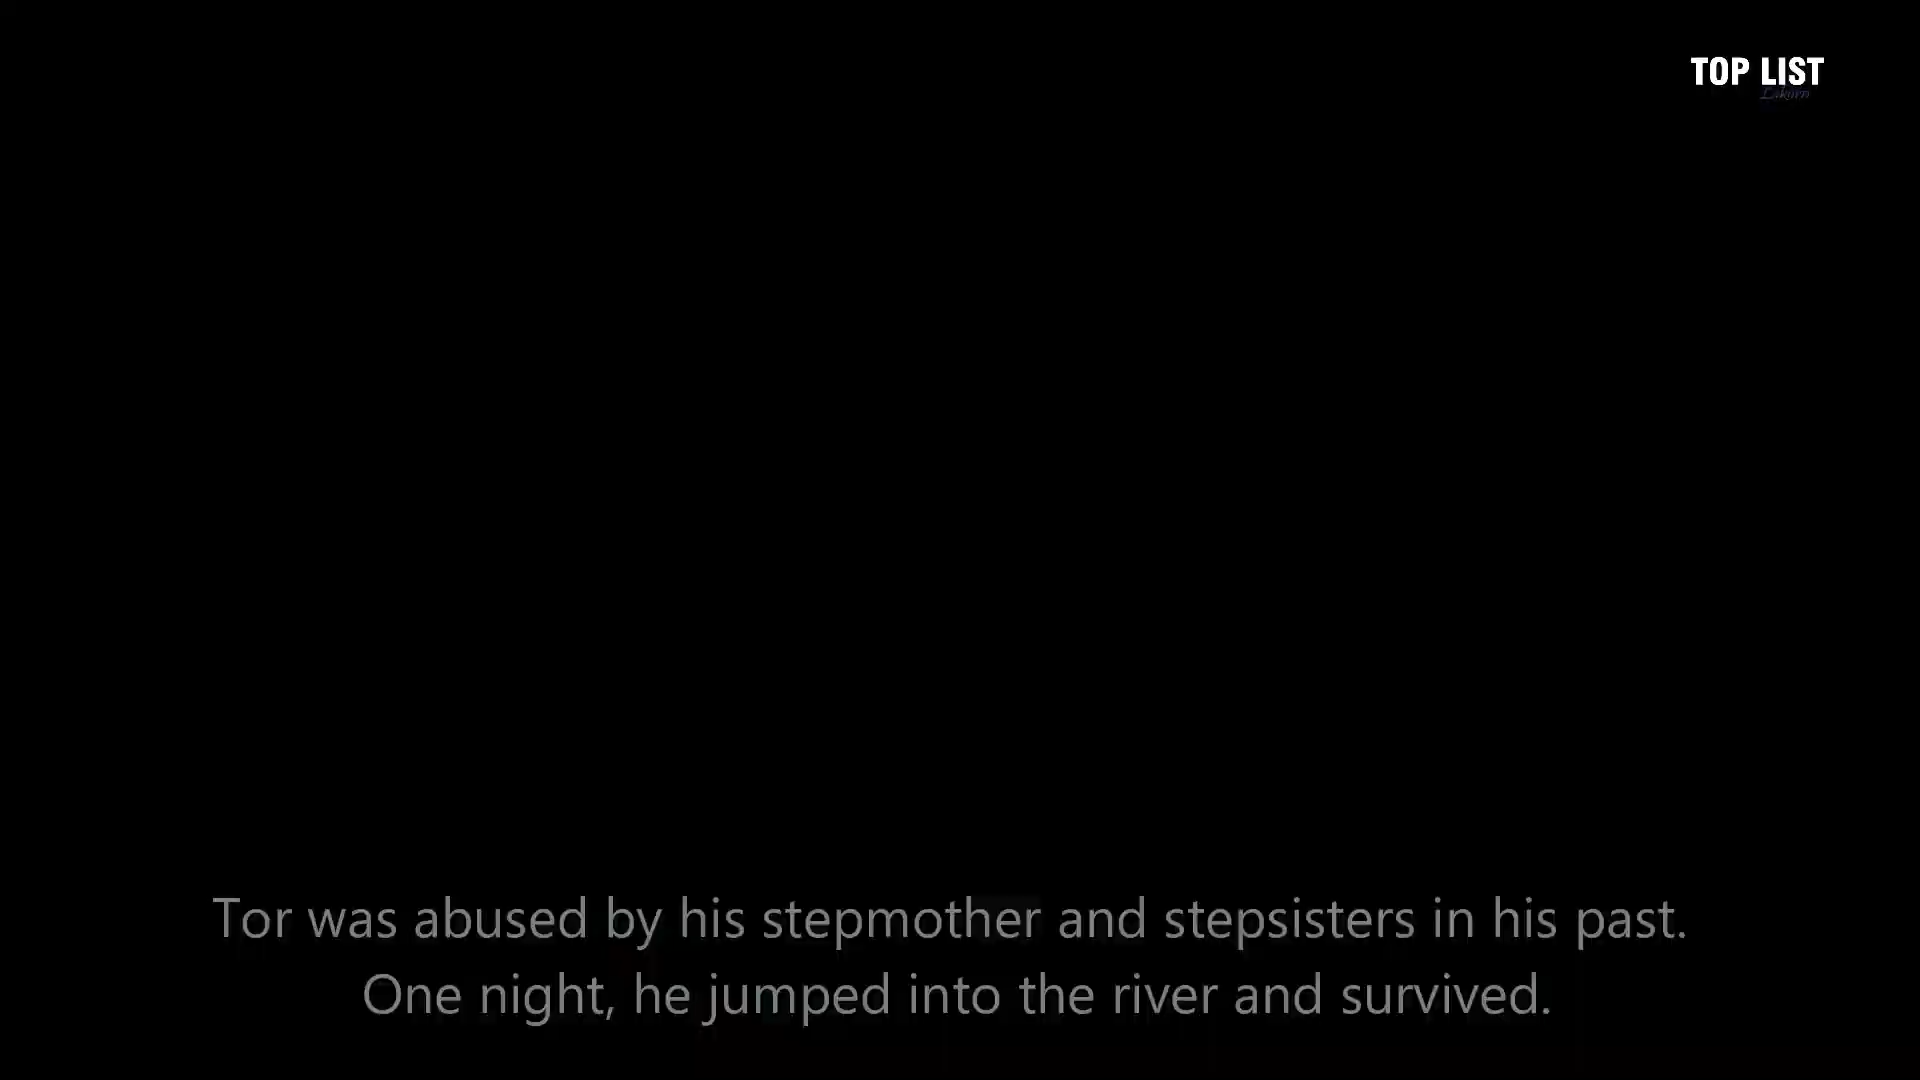 TOP LIST
Lakorn
Tor was abused by his stepmother and stepsisters in his past.
One night, he jumped into the river and survived.